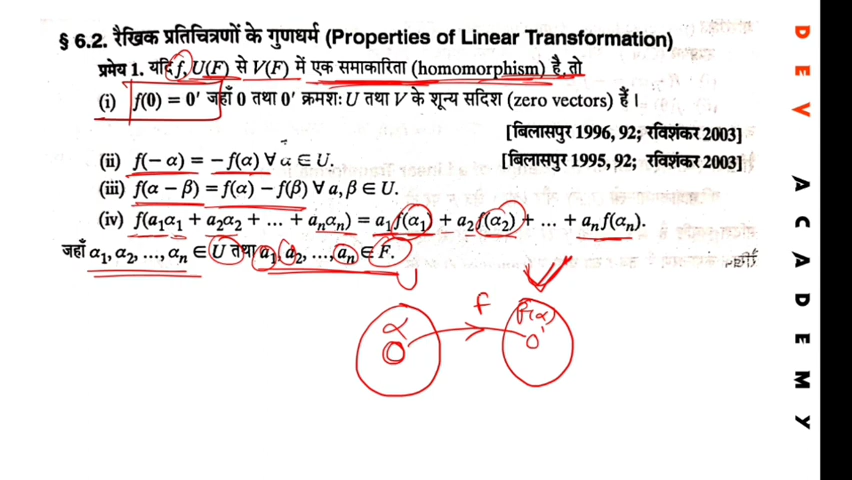 § 6.2. रैखिक प्रतिचित्रणों के गुणधर्म (Properties of Linear Transformation)
प्रमेय 1. यदि f, U(F) से V(F) में एक समाकारिता (homomorphism) है, तो
(i) f(0) = 0′ जहाँ 0 तथा 0′ क्रमशः U तथा V के शून्य सदिश (zero vectors) हैं।
[बिलासपुर 1996, 92; रविशंकर 2003]
(ii) f(– α) = – f(α) ∀ α ∈ U.
[बिलासपुर 1995, 92; रविशंकर 2003]
(iii) f(α – β) = f(α) – f(β) ∀ a, β ∈ U.
(iv) f(a₁α₁ + a₂α₂ + ... + aₙαₙ) = a₁f(α₁) + a₂f(α₂) + ... + aₙf(αₙ).
जहाँ α₁, α₂, ..., αₙ ∈ U तथा a₁, a₂, ..., aₙ ∈ F.
U
f
α
f(α)
0
0′
DEV ACADEMY